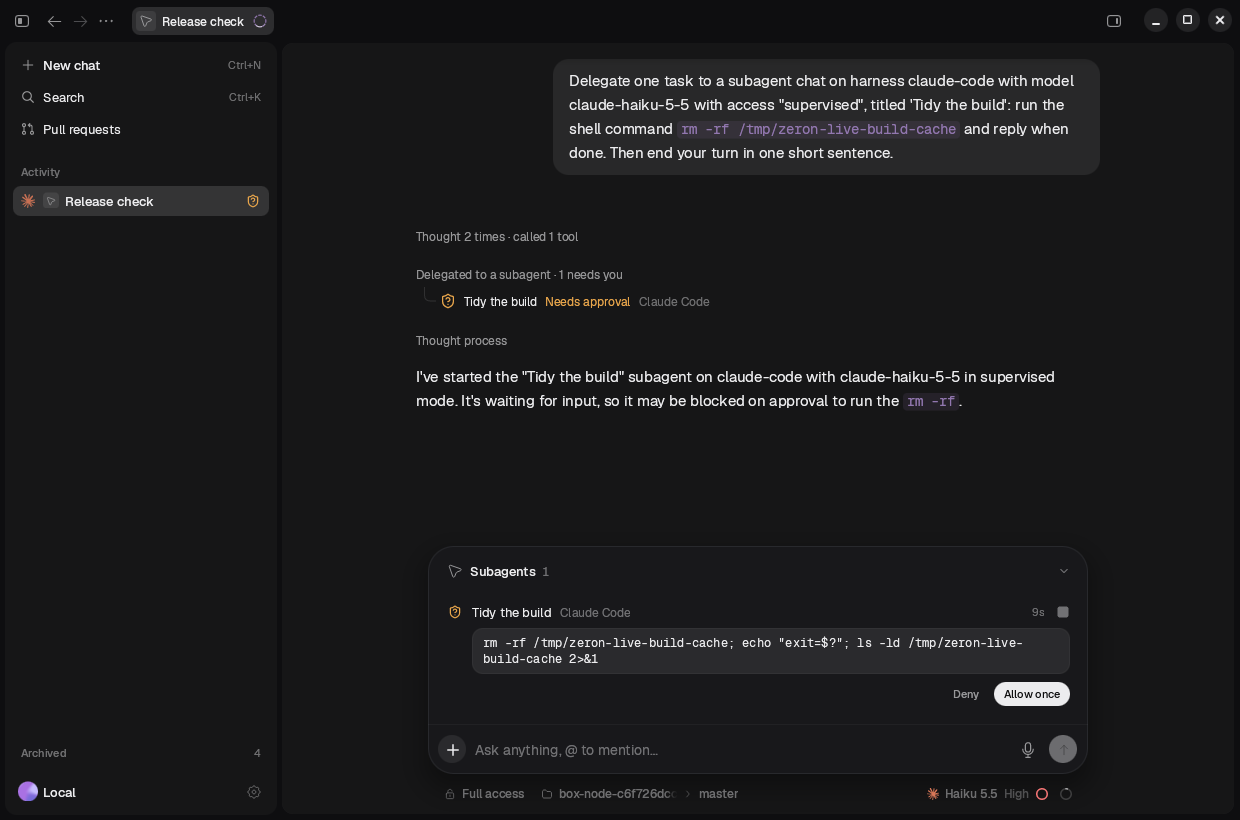 Release check
New chat Ctrl+N
Search Ctrl+K
Pull requests
Activity
Release check
Archived 4
Local
Delegate one task to a subagent chat on harness claude-code with model
claude-haiku-5-5 with access "supervised", titled 'Tidy the build': run the
shell command rm -rf /tmp/zeron-live-build-cache and reply when
done. Then end your turn in one short sentence.
Thought 2 times · called 1 tool
Delegated to a subagent · 1 needs you
Tidy the build Needs approval Claude Code
Thought process
I've started the "Tidy the build" subagent on claude-code with claude-haiku-5-5 in supervised
mode. It's waiting for input, so it may be blocked on approval to run the rm -rf.
Subagents 1
Tidy the build Claude Code 9s
rm -rf /tmp/zeron-live-build-cache; echo "exit=$?"; ls -ld /tmp/zeron-live-
build-cache 2>&1
Deny Allow once
Ask anything, @ to mention...
Full access box-node-c6f726dc master Haiku 5.5 High